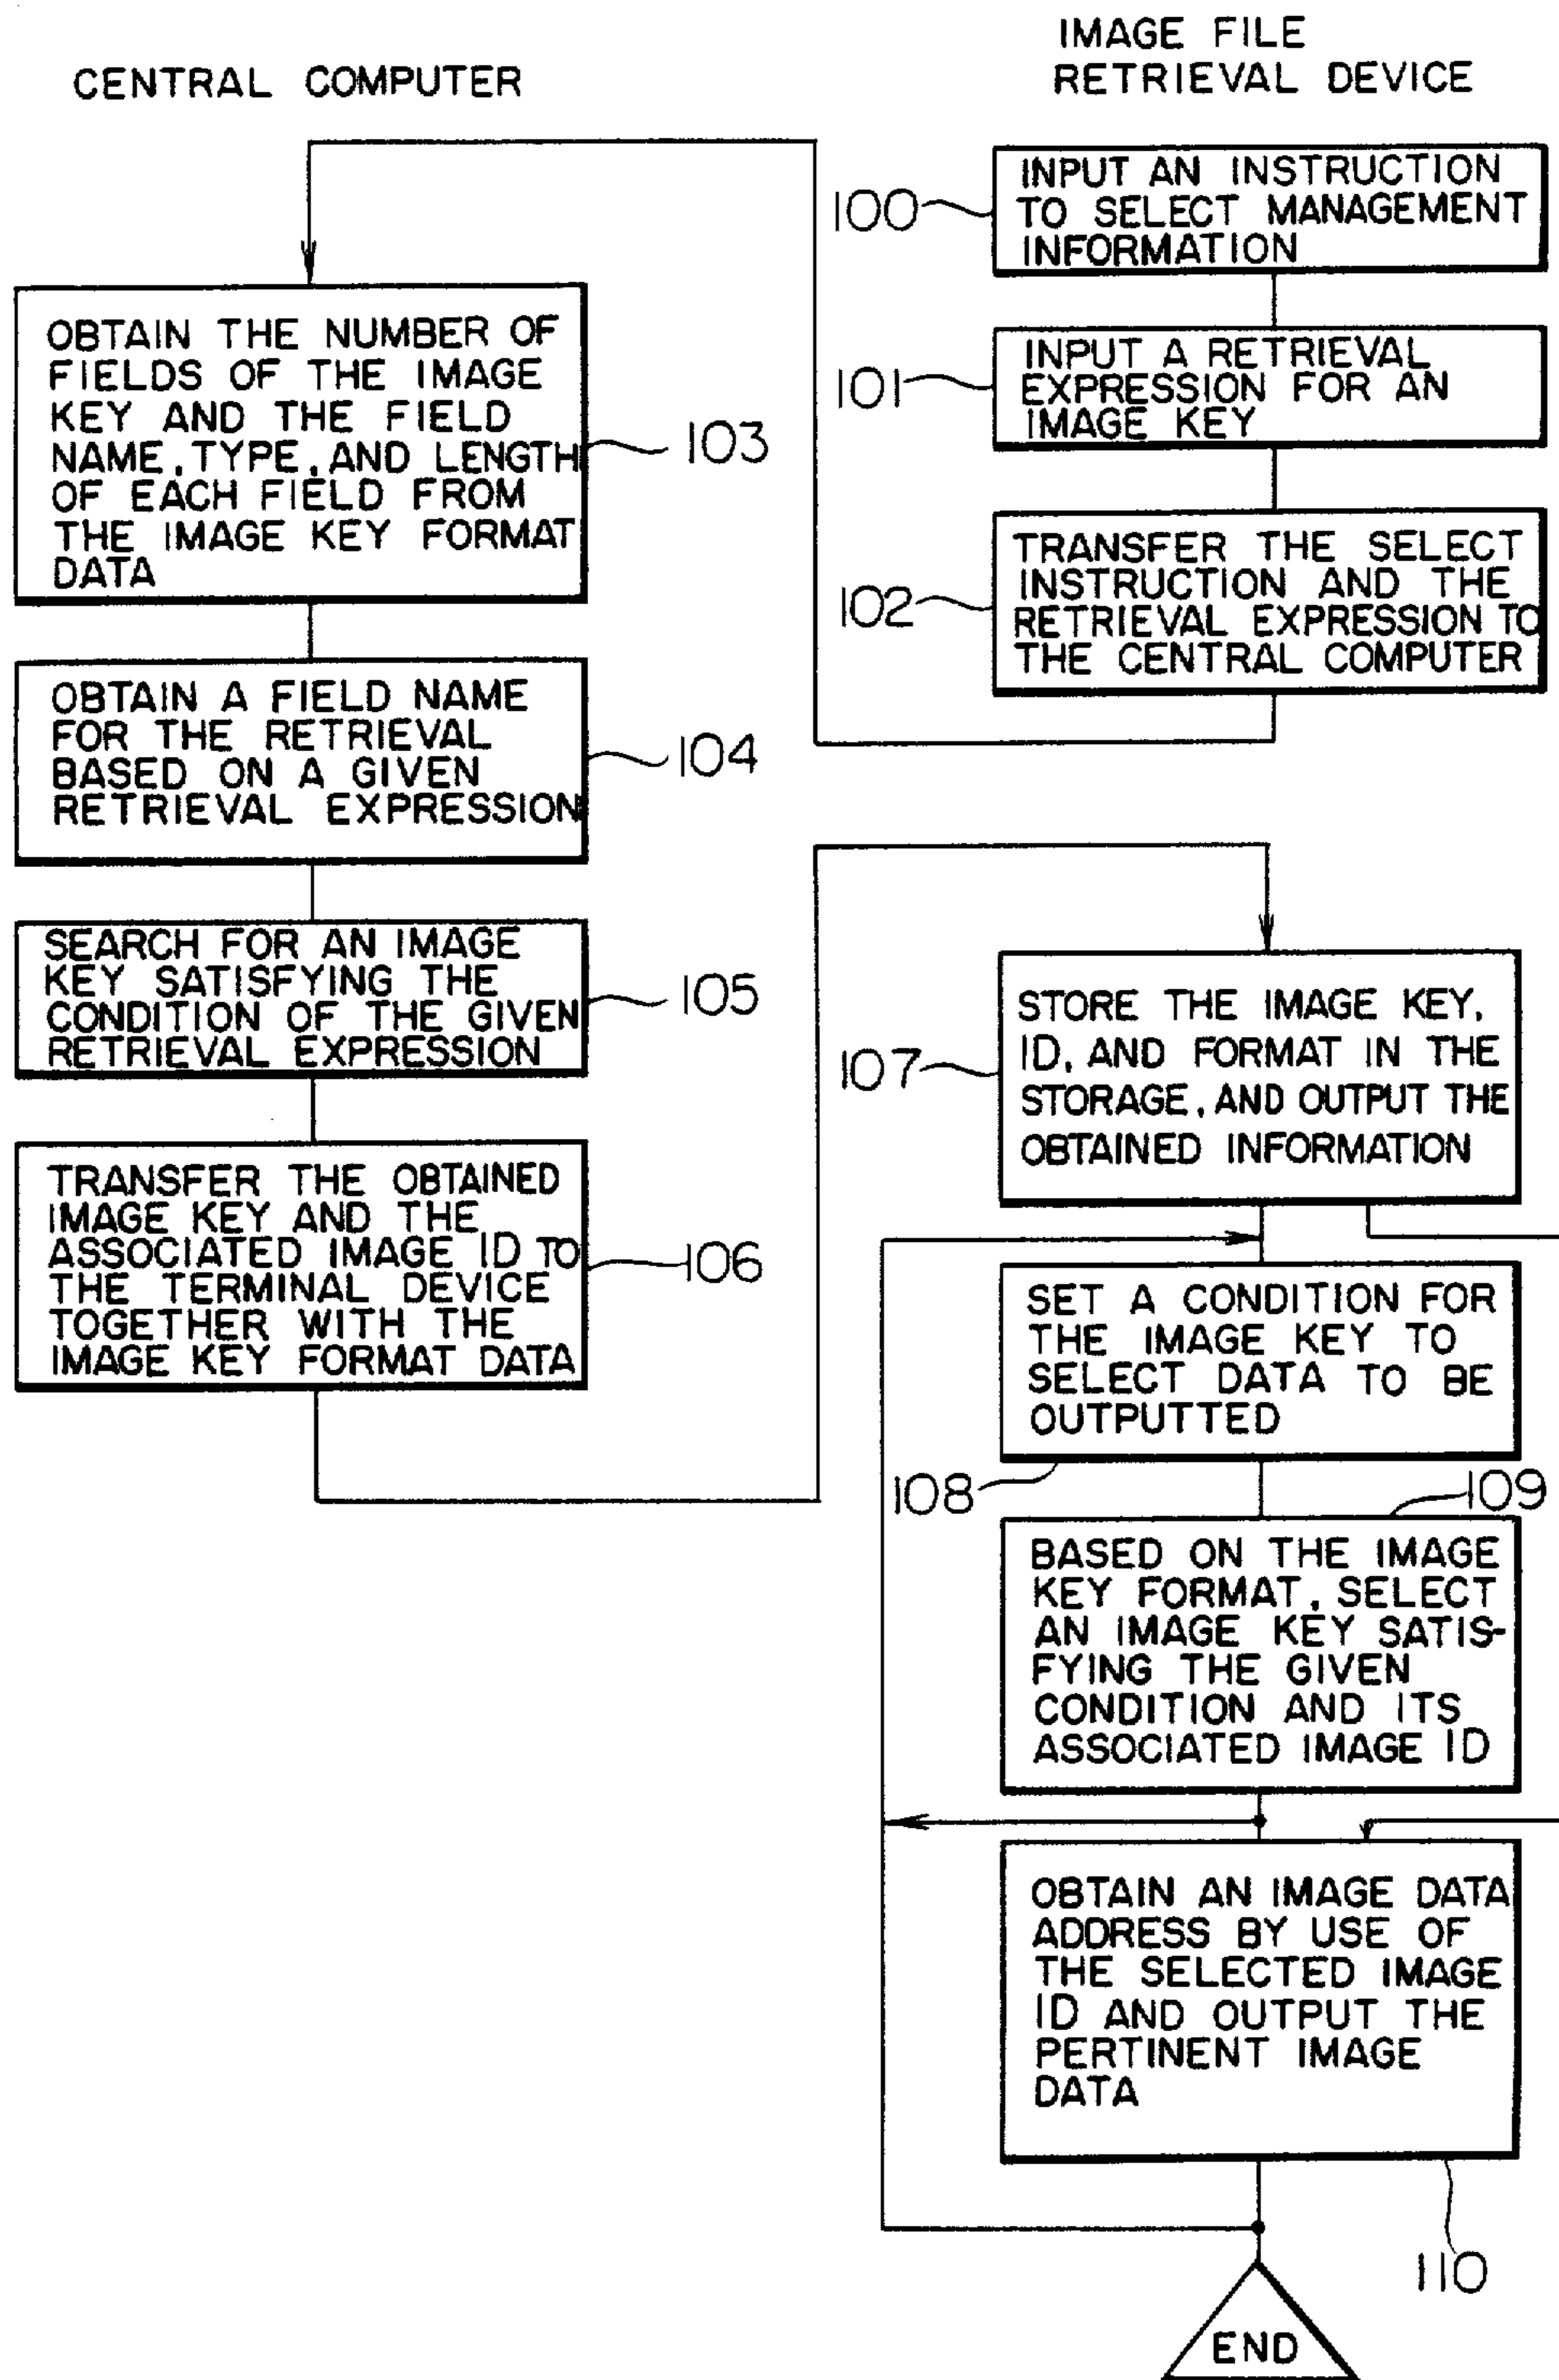 CENTRAL COMPUTER
IMAGE FILE
RETRIEVAL DEVICE
INPUT AN INSTRUCTION
TO SELECT MANAGEMENT
INFORMATION
100
INPUT A RETRIEVAL
EXPRESSION FOR AN
IMAGE KEY
101
TRANSFER THE SELECT
INSTRUCTION AND THE
RETRIEVAL EXPRESSION TO
THE CENTRAL COMPUTER
102
OBTAIN THE NUMBER OF
FIELDS OF THE IMAGE
KEY AND THE FIELD
NAME, TYPE, AND LENGTH
OF EACH FIELD FROM
THE IMAGE KEY FORMAT
DATA
103
OBTAIN A FIELD NAME
FOR THE RETRIEVAL
BASED ON A GIVEN
RETRIEVAL EXPRESSION
104
SEARCH FOR AN IMAGE
KEY SATISFYING THE
CONDITION OF THE GIVEN
RETRIEVAL EXPRESSION
105
TRANSFER THE OBTAINED
IMAGE KEY AND THE
ASSOCIATED IMAGE ID TO
THE TERMINAL DEVICE
TOGETHER WITH THE
IMAGE KEY FORMAT DATA
106
STORE THE IMAGE KEY,
ID, AND FORMAT IN THE
STORAGE, AND OUTPUT THE
OBTAINED INFORMATION
107
SET A CONDITION FOR
THE IMAGE KEY TO
SELECT DATA TO BE
OUTPUTTED
108
109
BASED ON THE IMAGE
KEY FORMAT, SELECT
AN IMAGE KEY SATIS-
FYING THE GIVEN
CONDITION AND ITS
ASSOCIATED IMAGE ID
OBTAIN AN IMAGE DATA
ADDRESS BY USE OF
THE SELECTED IMAGE
ID AND OUTPUT THE
PERTINENT IMAGE
DATA
110
END